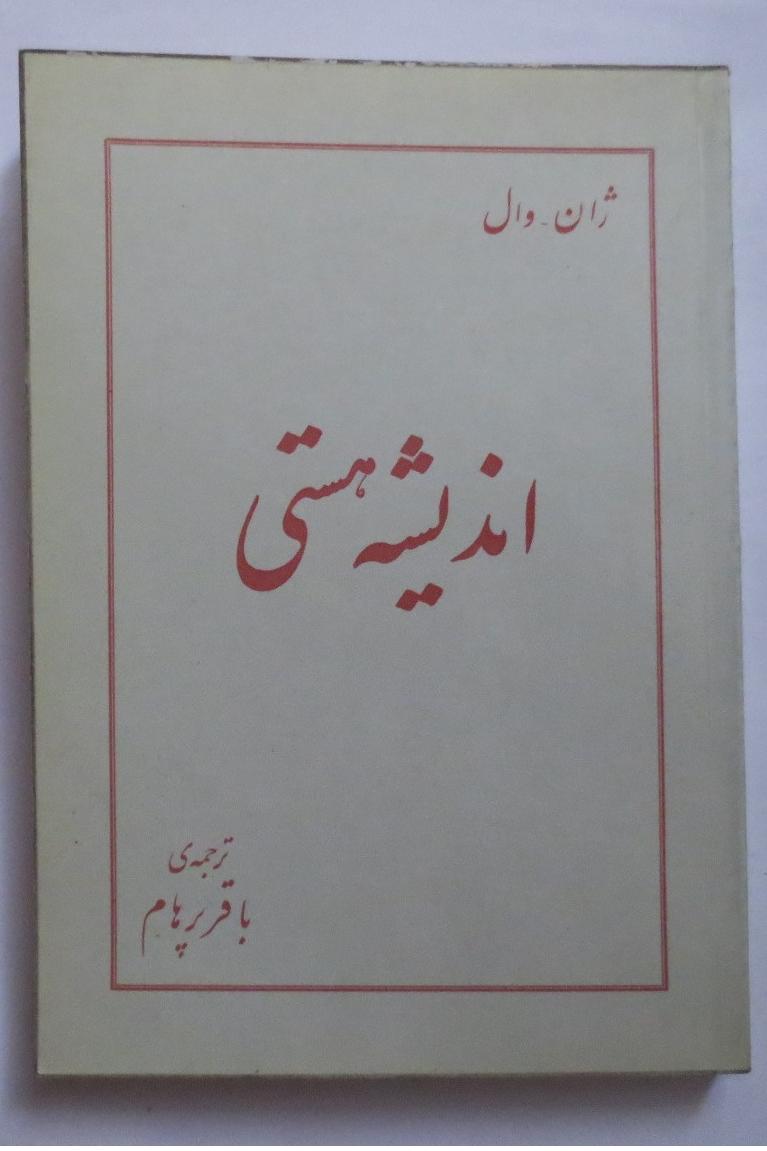 ژان-وال
اندیشه هستی
ترجمه‌ی
باقر پرهام